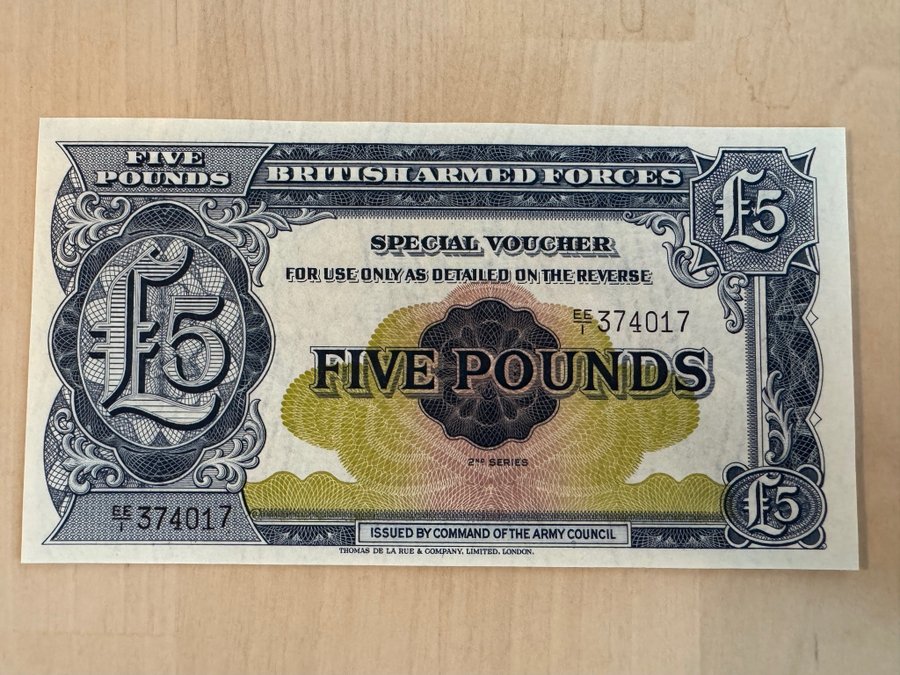 FIVE
POUNDS
BRITISH ARMED FORCES
£5
SPECIAL VOUCHER
FOR USE ONLY AS DETAILED ON THE REVERSE
EE/1 374017
£5
FIVE POUNDS
2ND SERIES
EE/1 374017
£5
ISSUED BY COMMAND OF THE ARMY COUNCIL
THOMAS DE LA RUE & COMPANY, LIMITED, LONDON.